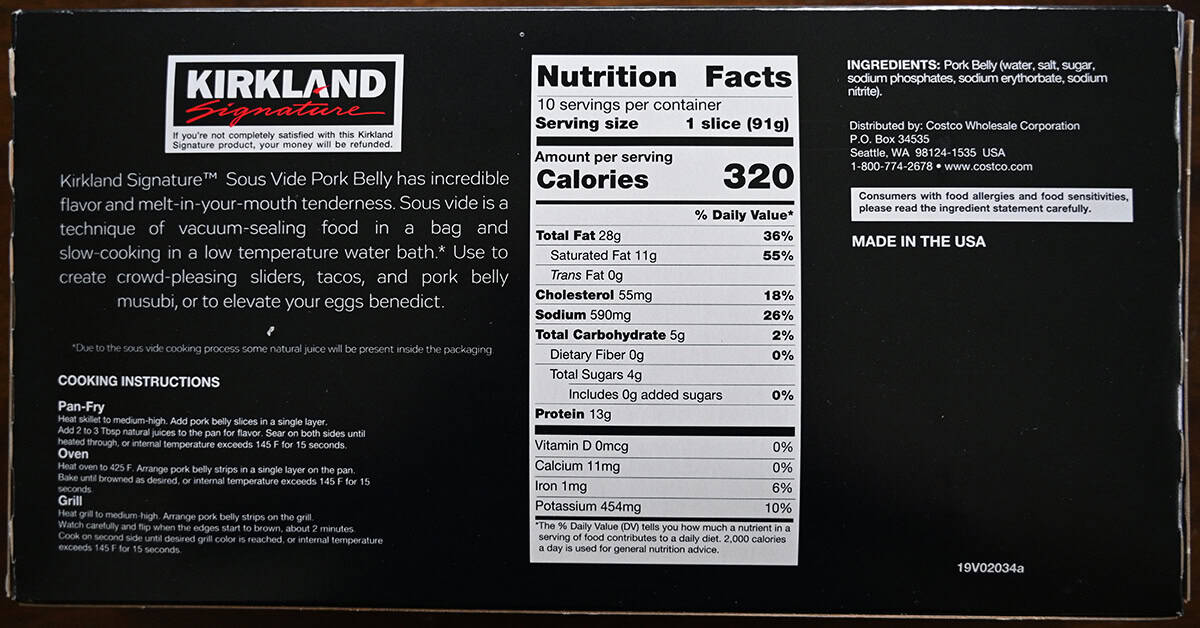 KIRKLAND
Signature
If you're not completely satisfied with this Kirkland
Signature product, your money will be refunded.
Kirkland Signature™ Sous Vide Pork Belly has incredible
flavor and melt-in-your-mouth tenderness. Sous vide is a
technique of vacuum-sealing food in a bag and
slow-cooking in a low temperature water bath.* Use to
create crowd-pleasing sliders, tacos, and pork belly
musubi, or to elevate your eggs benedict.
*Due to the sous vide cooking process some natural juice will be present inside the packaging.
COOKING INSTRUCTIONS
Pan-Fry
Heat skillet to medium-high. Add pork belly slices in a single layer.
Add 2 to 3 Tbsp natural juices to the pan for flavor. Sear on both sides until
heated through, or internal temperature exceeds 145 F for 15 seconds.
Oven
Heat oven to 425 F. Arrange pork belly strips in a single layer on the pan.
Bake until browned as desired, or internal temperature exceeds 145 F for 15
seconds.
Grill
Heat grill to medium-high. Arrange pork belly strips on the grill.
Watch carefully and flip when the edges start to brown, about 2 minutes.
Cook on second side until desired grill color is reached, or internal temperature
exceeds 145 F for 15 seconds.
Nutrition Facts
10 servings per container
Serving size 1 slice (91g)
Amount per serving
Calories 320
% Daily Value*
Total Fat 28g 36%
Saturated Fat 11g 55%
Trans Fat 0g
Cholesterol 55mg 18%
Sodium 590mg 26%
Total Carbohydrate 5g 2%
Dietary Fiber 0g 0%
Total Sugars 4g
Includes 0g added sugars 0%
Protein 13g
Vitamin D 0mcg 0%
Calcium 11mg 0%
Iron 1mg 6%
Potassium 454mg 10%
*The % Daily Value (DV) tells you how much a nutrient in a
serving of food contributes to a daily diet. 2,000 calories
a day is used for general nutrition advice.
INGREDIENTS: Pork Belly (water, salt, sugar,
sodium phosphates, sodium erythorbate, sodium
nitrite).
Distributed by: Costco Wholesale Corporation
P.O. Box 34535
Seattle, WA 98124-1535 USA
1-800-774-2678 • www.costco.com
Consumers with food allergies and food sensitivities,
please read the ingredient statement carefully.
MADE IN THE USA
19V02034a